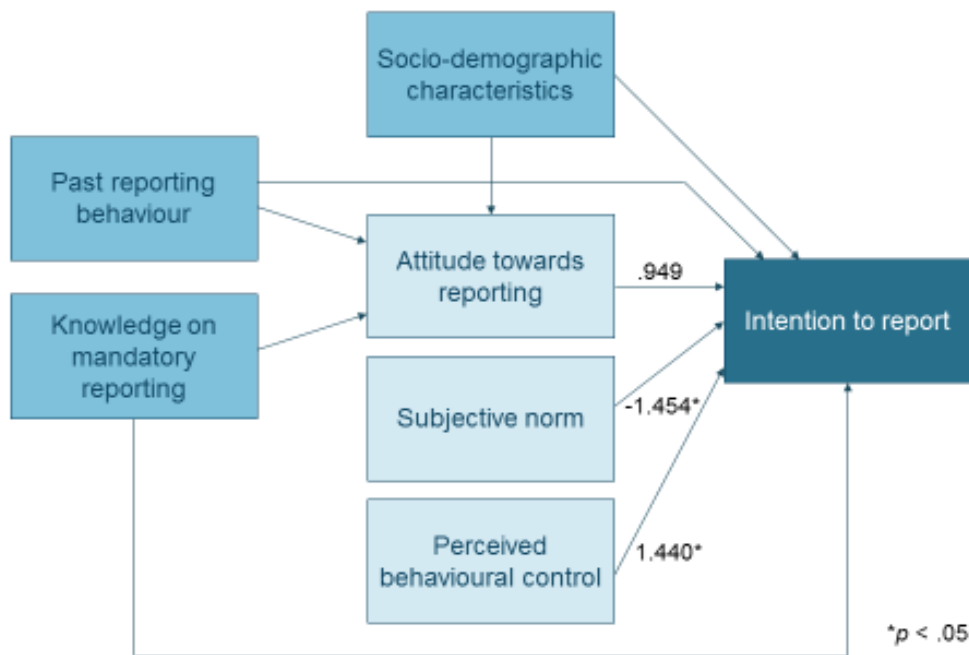 Socio-demographic
characteristics
Past reporting
behaviour
Attitude towards
reporting
.949
Intention to report
Knowledge on
mandatory
reporting
Subjective norm
-1.454*
Perceived
behavioural control
1.440*
*p < .05